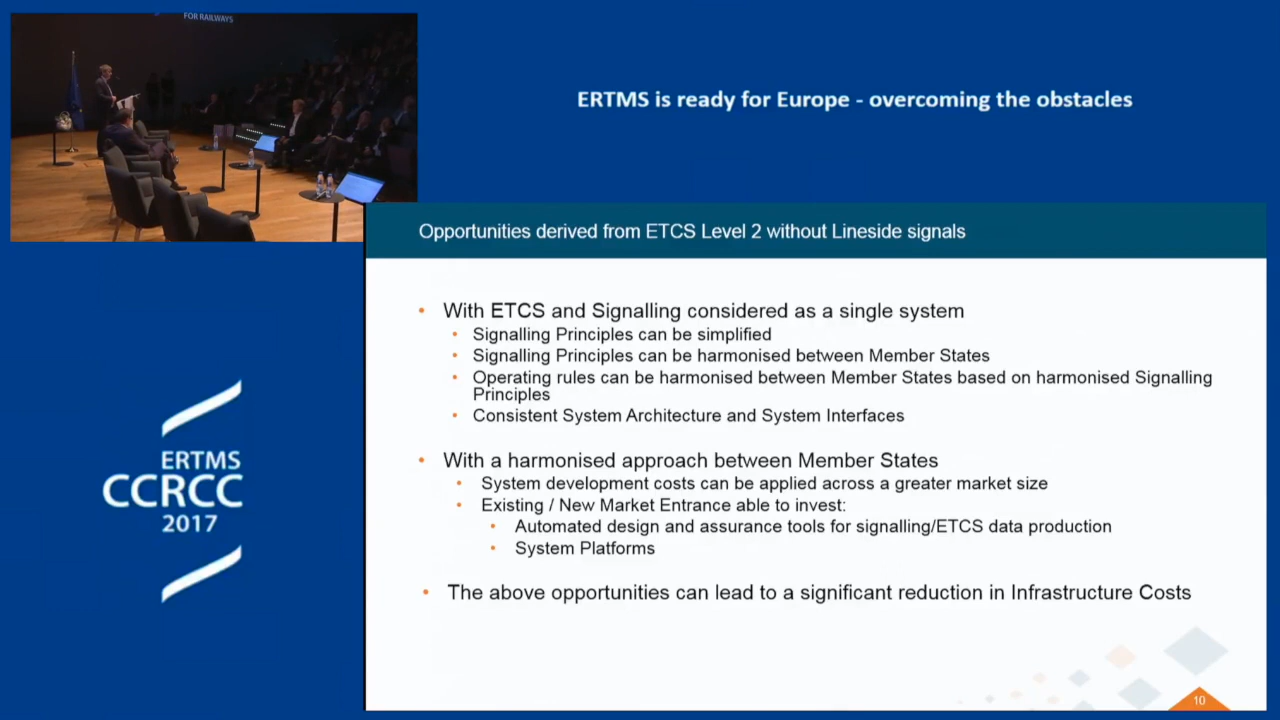 FOR RAILWAYS
ERTMS is ready for Europe - overcoming the obstacles
Opportunities derived from ETCS Level 2 without Lineside signals
• With ETCS and Signalling considered as a single system
• Signalling Principles can be simplified
• Signalling Principles can be harmonised between Member States
• Operating rules can be harmonised between Member States based on harmonised Signalling
Principles
• Consistent System Architecture and System Interfaces
• With a harmonised approach between Member States
• System development costs can be applied across a greater market size
• Existing / New Market Entrance able to invest:
• Automated design and assurance tools for signalling/ETCS data production
• System Platforms
• The above opportunities can lead to a significant reduction in Infrastructure Costs
10
ERTMS
CCRCC
2017